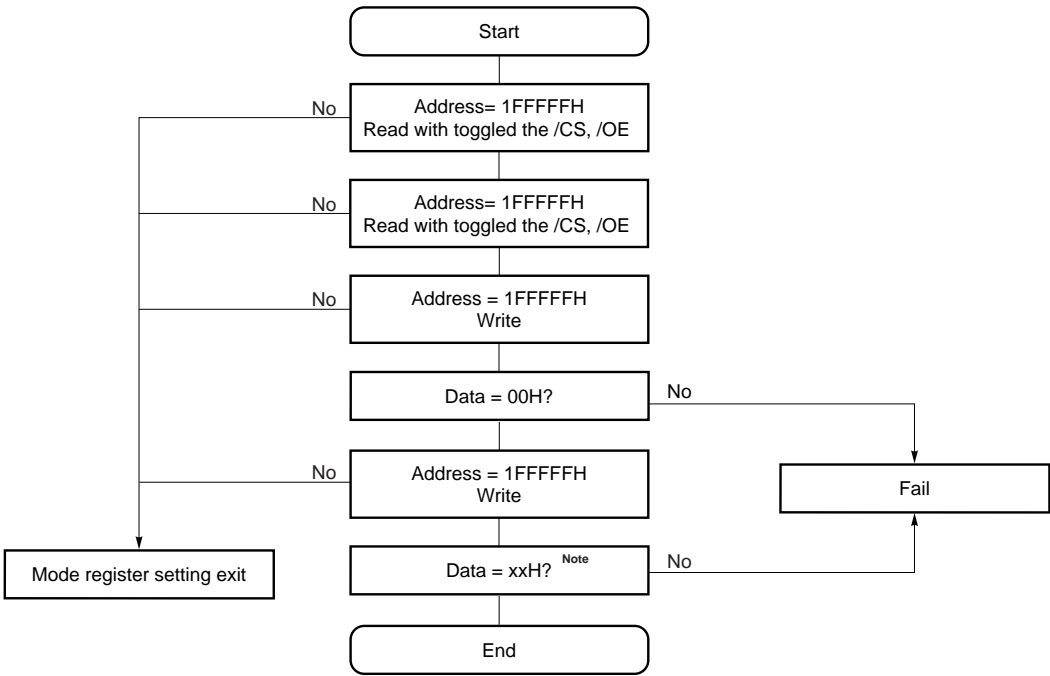 Start
No
Address= 1FFFFFH
Read with toggled the /CS, /OE
No
Address= 1FFFFFH
Read with toggled the /CS, /OE
No
Address = 1FFFFFH
Write
Data = 00H?
No
No
Address = 1FFFFFH
Write
Fail
Mode register setting exit
Data = xxH? Note
No
End